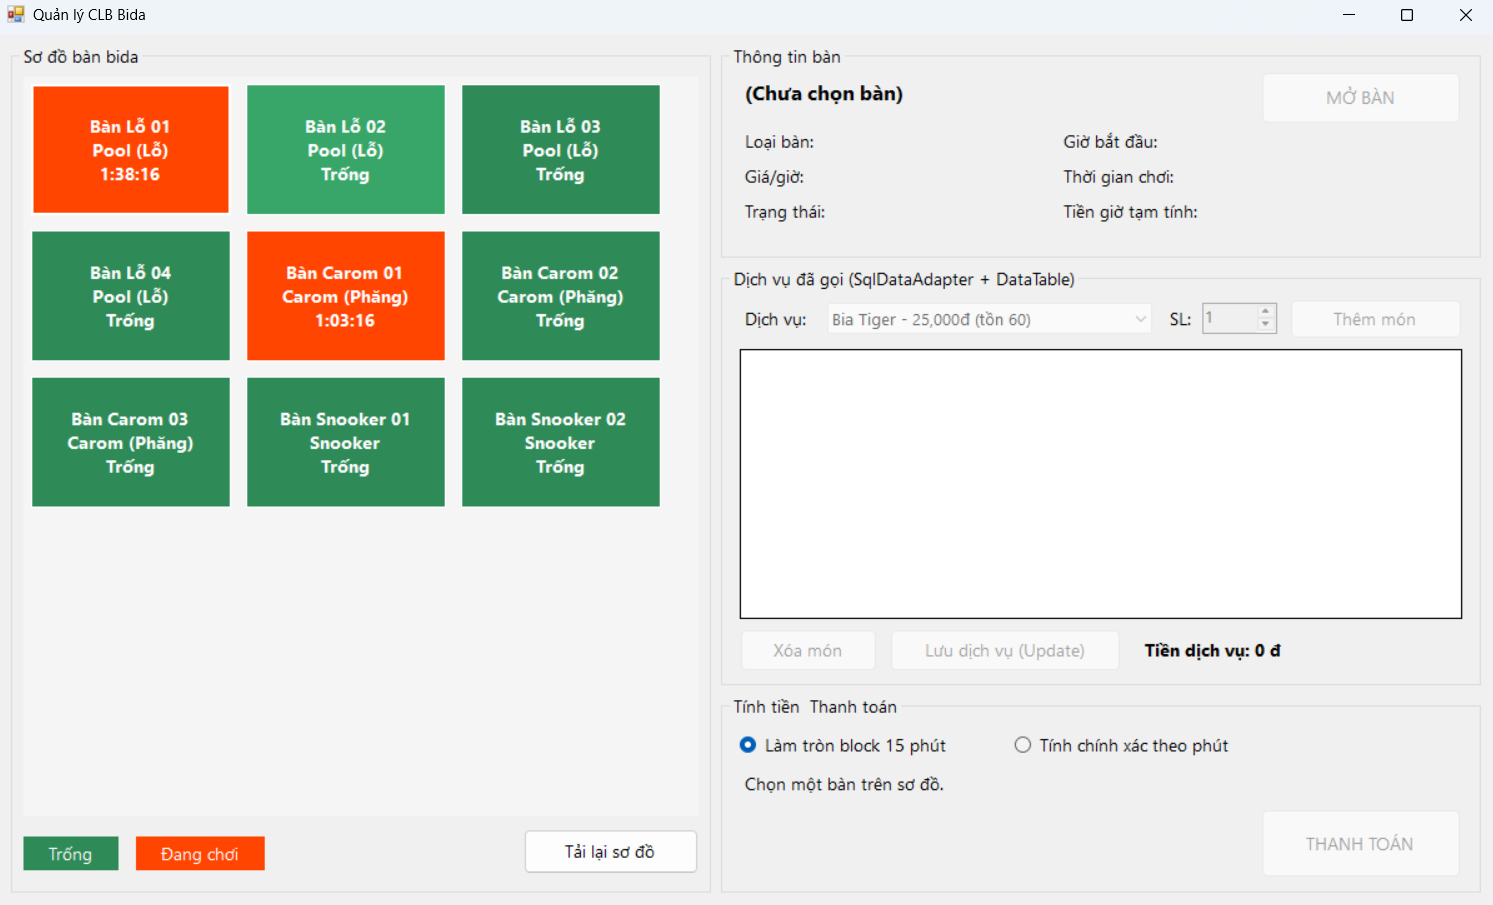 Quản lý CLB Bida
Sơ đồ bàn bida
Bàn Lỗ 01
Pool (Lỗ)
1:38:16
Bàn Lỗ 02
Pool (Lỗ)
Trống
Bàn Lỗ 03
Pool (Lỗ)
Trống
Bàn Lỗ 04
Pool (Lỗ)
Trống
Bàn Carom 01
Carom (Phăng)
1:03:16
Bàn Carom 02
Carom (Phăng)
Trống
Bàn Carom 03
Carom (Phăng)
Trống
Bàn Snooker 01
Snooker
Trống
Bàn Snooker 02
Snooker
Trống
Trống
Đang chơi
Tải lại sơ đồ
Thông tin bàn
(Chưa chọn bàn)
MỞ BÀN
Loại bàn:
Giờ bắt đầu:
Giá/giờ:
Thời gian chơi:
Trạng thái:
Tiền giờ tạm tính:
Dịch vụ đã gọi (SqlDataAdapter + DataTable)
Dịch vụ:
Bia Tiger - 25,000đ (tồn 60)
SL:
1
Thêm món
Xóa món
Lưu dịch vụ (Update)
Tiền dịch vụ: 0 đ
Tính tiền  Thanh toán
Làm tròn block 15 phút
Tính chính xác theo phút
Chọn một bàn trên sơ đồ.
THANH TOÁN